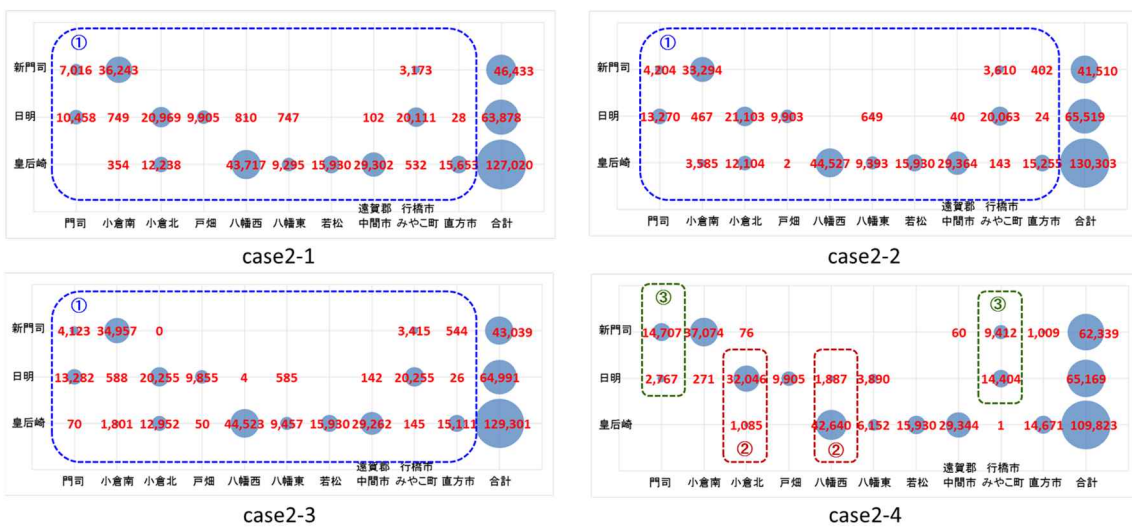 ①
新門司 7,016 36,243 3,173 46,433
日明 10,458 749 20,969 9,905 810 747 102 20,111 28 63,878
皇后崎 354 12,238 43,717 9,295 15,930 29,302 532 15,653 127,020
門司 小倉南 小倉北 戸畑 八幡西 八幡東 若松 遠賀郡中間市 行橋市みやこ町 直方市 合計
case2-1
①
新門司 4,204 33,294 3,610 402 41,510
日明 13,270 467 21,103 9,903 649 40 20,063 24 65,519
皇后崎 3,585 12,104 2 44,527 9,393 15,930 29,364 143 15,255 130,303
門司 小倉南 小倉北 戸畑 八幡西 八幡東 若松 遠賀郡中間市 行橋市みやこ町 直方市 合計
case2-2
①
新門司 4,123 34,957 0 3,415 544 43,039
日明 13,282 588 20,255 9,855 4 585 142 20,255 26 64,991
皇后崎 70 1,801 12,952 50 44,523 9,457 15,930 29,262 145 15,111 129,301
門司 小倉南 小倉北 戸畑 八幡西 八幡東 若松 遠賀郡中間市 行橋市みやこ町 直方市 合計
case2-3
③ ③
新門司 14,707 37,074 76 60 9,412 1,009 62,339
日明 2,767 271 32,046 9,905 1,887 3,890 14,404 65,169
皇后崎 1,085 42,640 6,152 15,930 29,344 1 14,671 109,823
② ②
門司 小倉南 小倉北 戸畑 八幡西 八幡東 若松 遠賀郡中間市 行橋市みやこ町 直方市 合計
case2-4